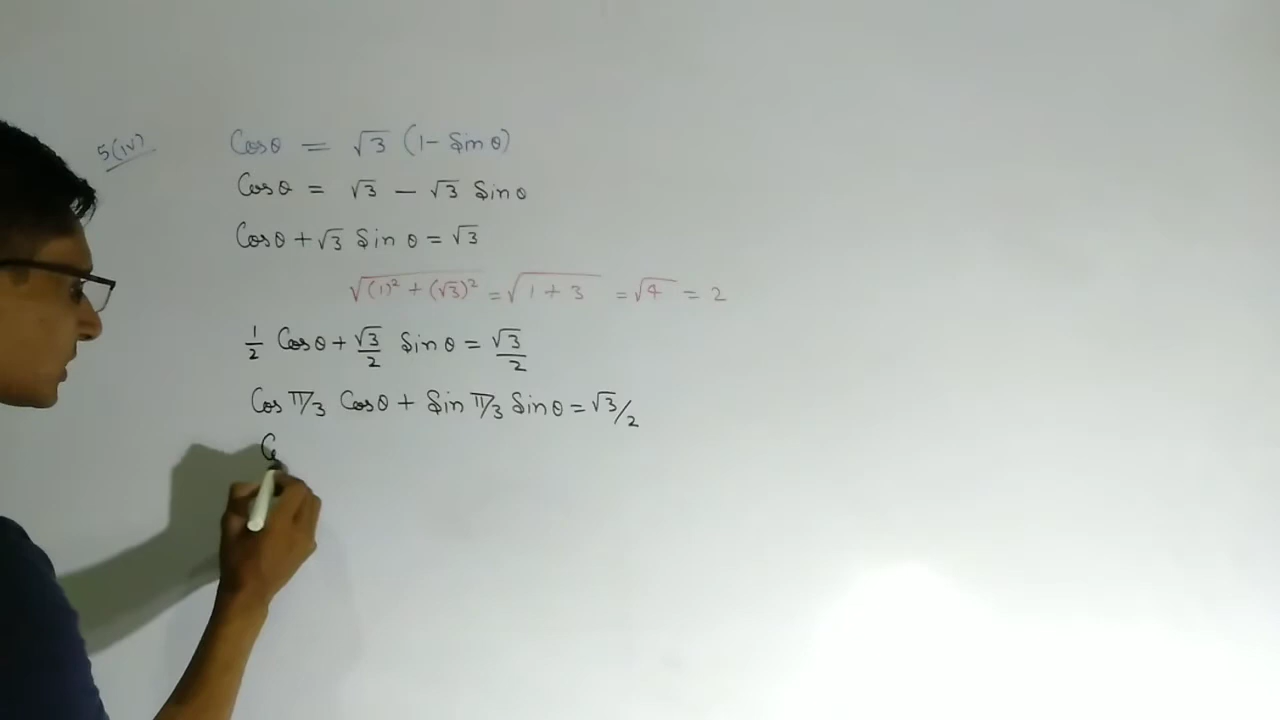 5(iv) Cosθ = √3 (1- Sinθ)
Cosθ = √3 - √3 Sinθ
Cosθ + √3 Sin θ = √3
√(1)² + (√3)² = √1 + 3 = √4 = 2
1/2 Cosθ + √3/2 Sinθ = √3/2
Cos π/3 Cosθ + Sin π/3 Sinθ = √3/2
C